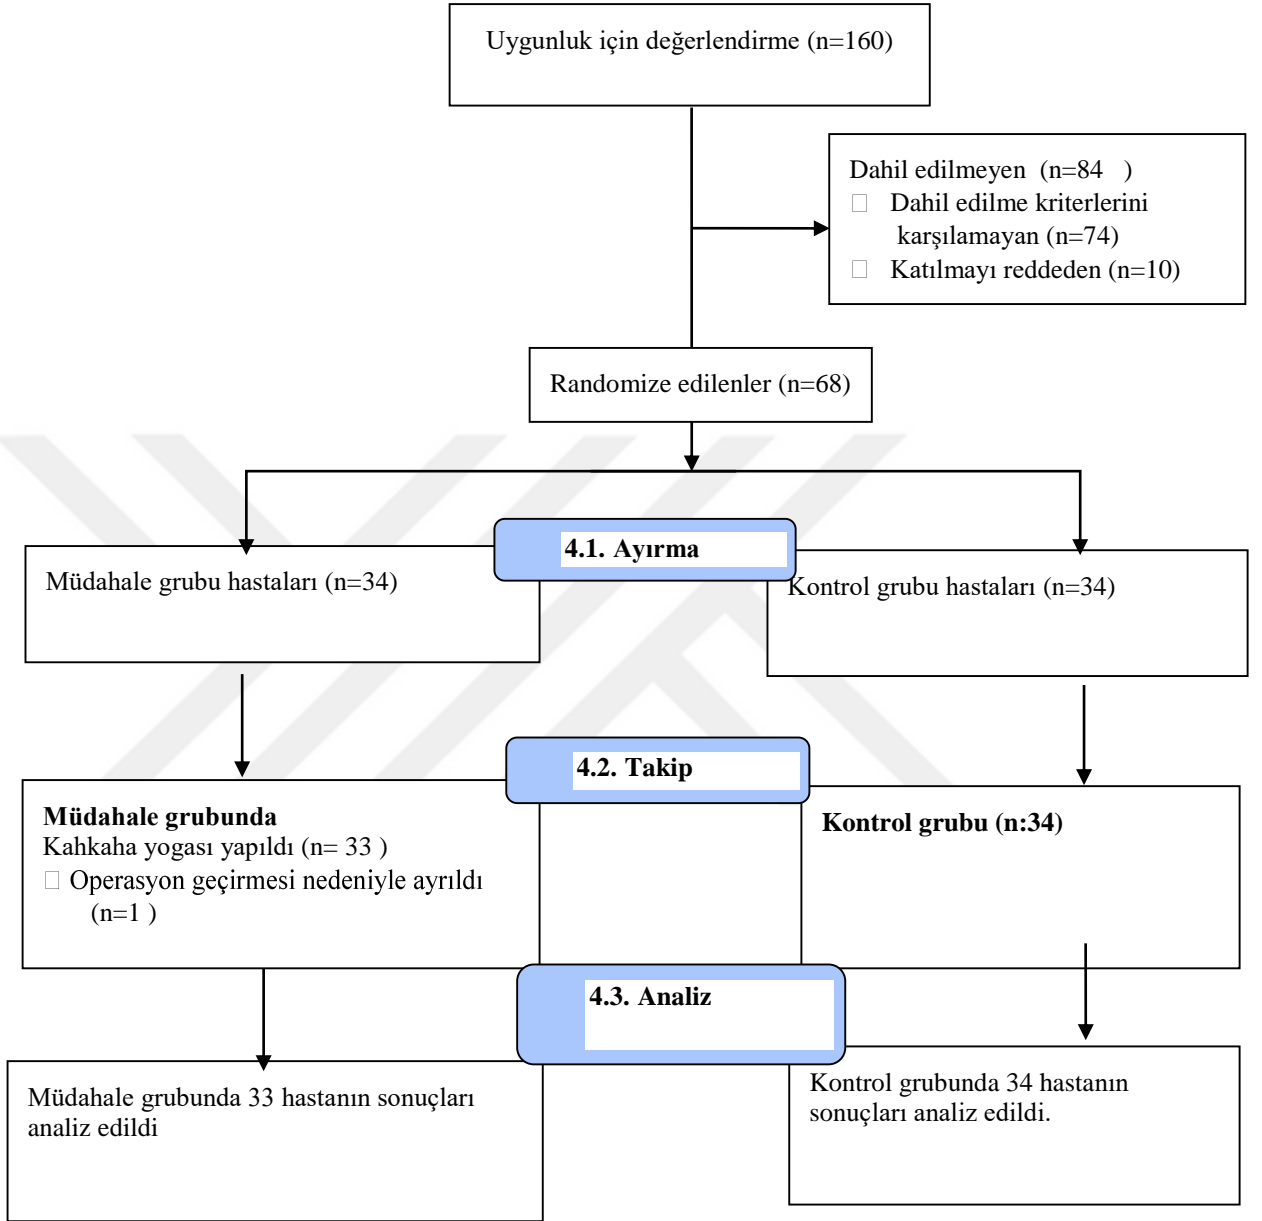 Uygunluk için değerlendirme (n=160)
Dahil edilmeyen (n=84 )
Dahil edilme kriterlerini
karşılamayan (n=74)
Katılmayı reddeden (n=10)
Randomize edilenler (n=68)
4.1. Ayırma
Müdahale grubu hastaları (n=34)
Kontrol grubu hastaları (n=34)
4.2. Takip
Müdahale grubunda
Kahkaha yogası yapıldı (n= 33 )
Operasyon geçirmesi nedeniyle ayrıldı
(n=1 )
Kontrol grubu (n:34)
4.3. Analiz
Müdahale grubunda 33 hastanın sonuçları
analiz edildi
Kontrol grubunda 34 hastanın
sonuçları analiz edildi.